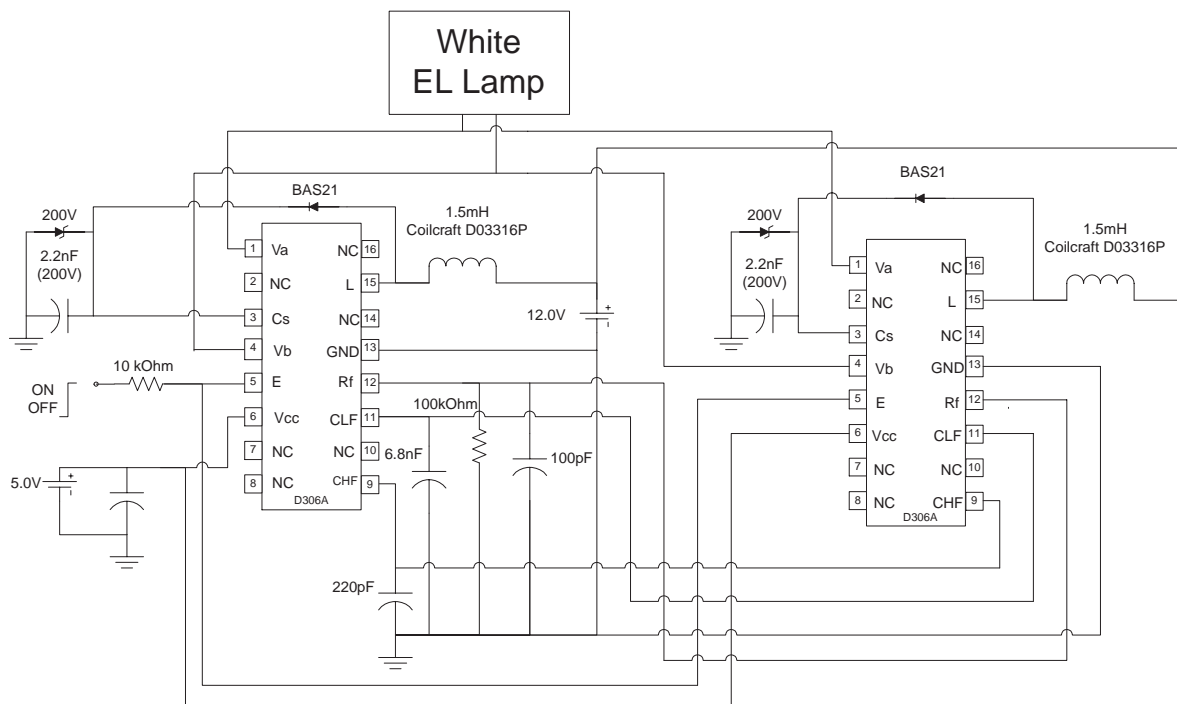 White
EL Lamp
BAS21
200V
2.2nF
(200V)
1.5mH
Coilcraft D03316P
1 Va
2 NC
3 Cs
4 Vb
5 E
6 Vcc
7 NC
8 NC
NC 16
L 15
NC 14
GND 13
Rf 12
CLF 11
NC 10
CHF 9
D306A
10 kOhm
ON
OFF
5.0V
+
-
12.0V
+
-
100kOhm
6.8nF
100pF
220pF
BAS21
200V
2.2nF
(200V)
1.5mH
Coilcraft D03316P
1 Va
2 NC
3 Cs
4 Vb
5 E
6 Vcc
7 NC
8 NC
NC 16
L 15
NC 14
GND 13
Rf 12
CLF 11
NC 10
CHF 9
D306A